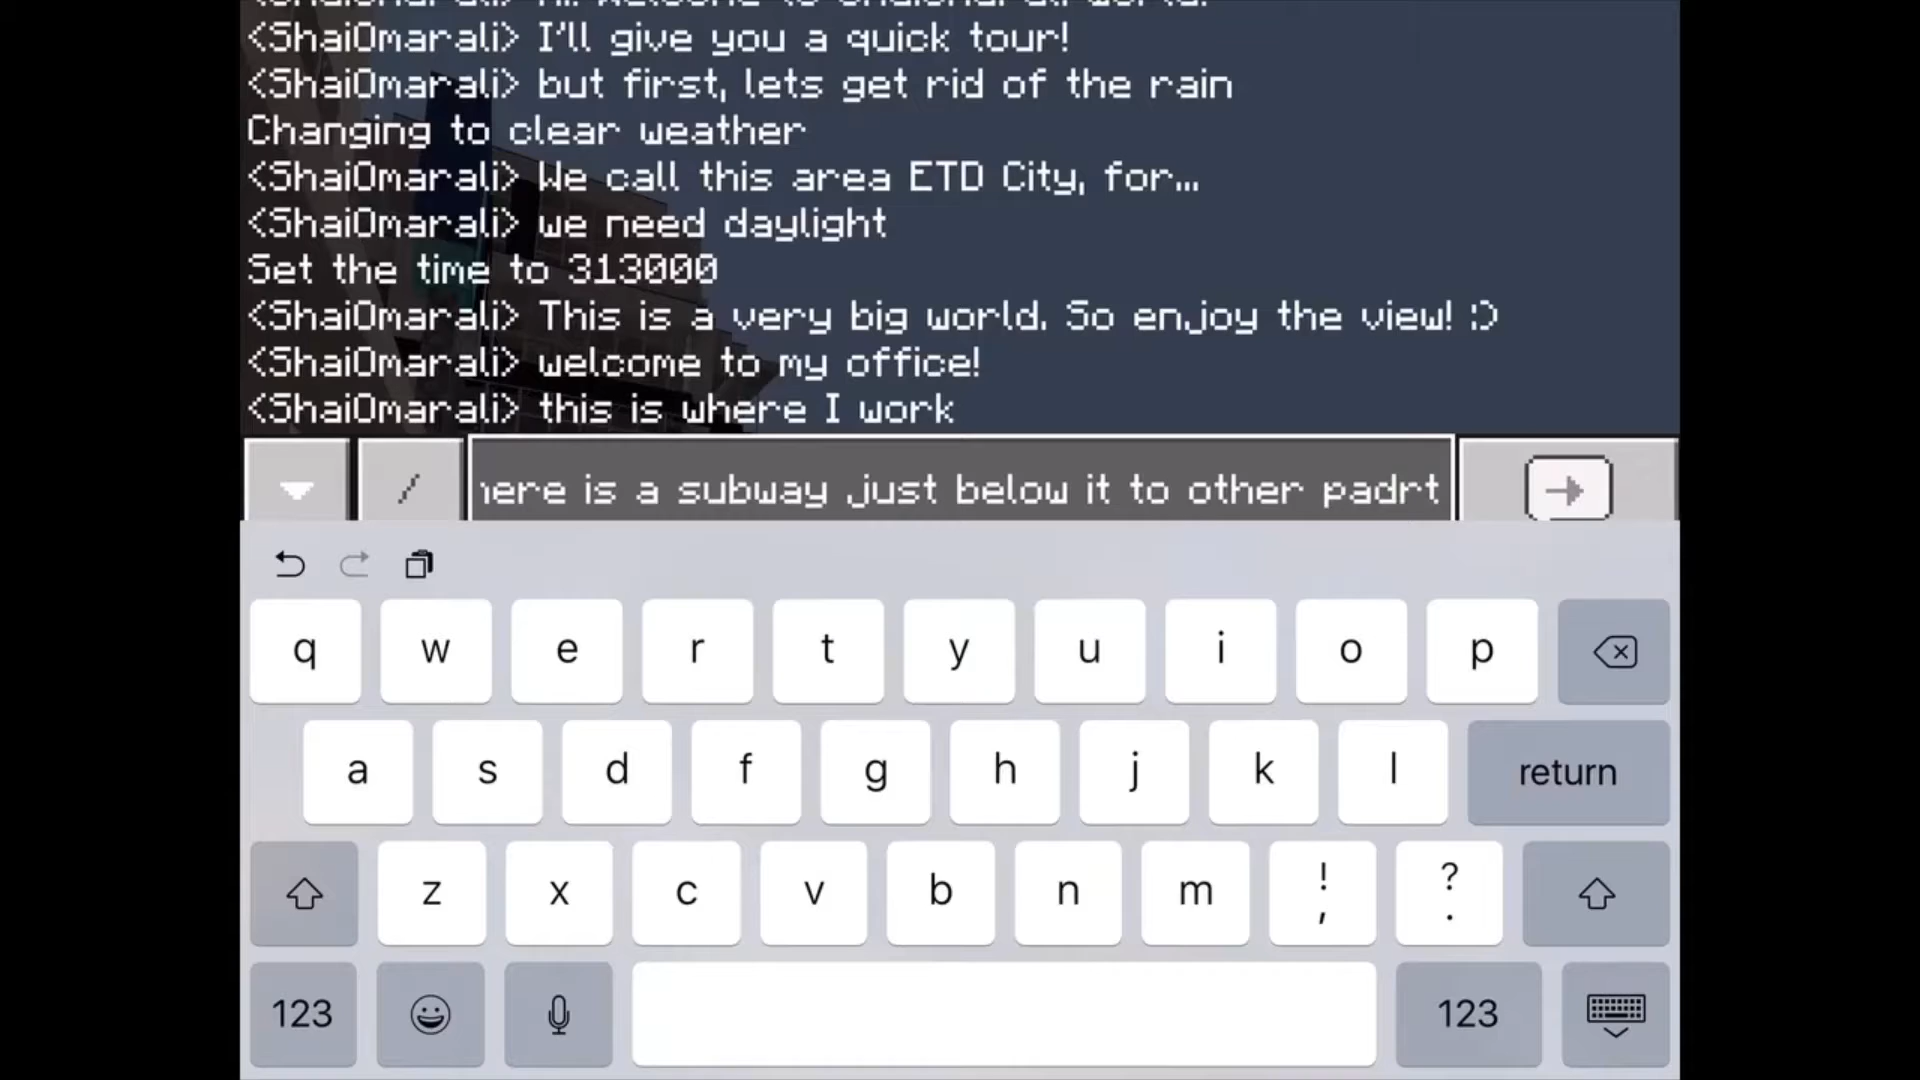 <ShaiOmarali> I'll give you a quick tour!
<ShaiOmarali> but first, lets get rid of the rain
Changing to clear weather
<ShaiOmarali> We call this area ETD City, for...
<ShaiOmarali> we need daylight
Set the time to 313000
<ShaiOmarali> This is a very big world. So enjoy the view! :)
<ShaiOmarali> welcome to my office!
<ShaiOmarali> this is where I work
/ here is a subway just below it to other padrt
q w e r t y u i o p
a s d f g h j k l return
z x c v b n m ! , ? .
123 123